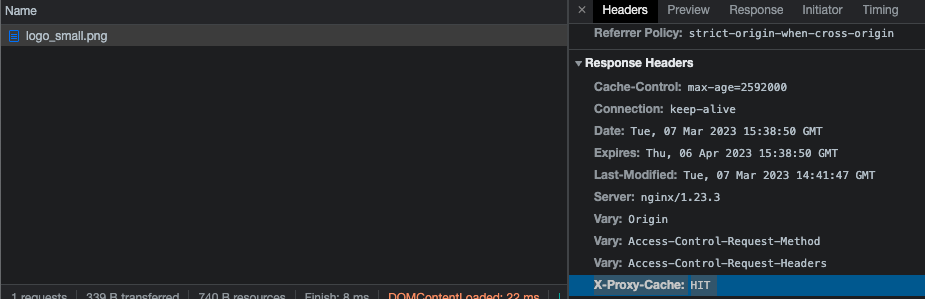 Name
logo_small.png
1 requests 339 B transferred 740 B resources Finish: 8 ms DOMContentLoaded: 22 ms
× Headers Preview Response Initiator Timing
Referrer Policy: strict-origin-when-cross-origin
▼ Response Headers
Cache-Control: max-age=2592000
Connection: keep-alive
Date: Tue, 07 Mar 2023 15:38:50 GMT
Expires: Thu, 06 Apr 2023 15:38:50 GMT
Last-Modified: Tue, 07 Mar 2023 14:41:47 GMT
Server: nginx/1.23.3
Vary: Origin
Vary: Access-Control-Request-Method
Vary: Access-Control-Request-Headers
X-Proxy-Cache: HIT